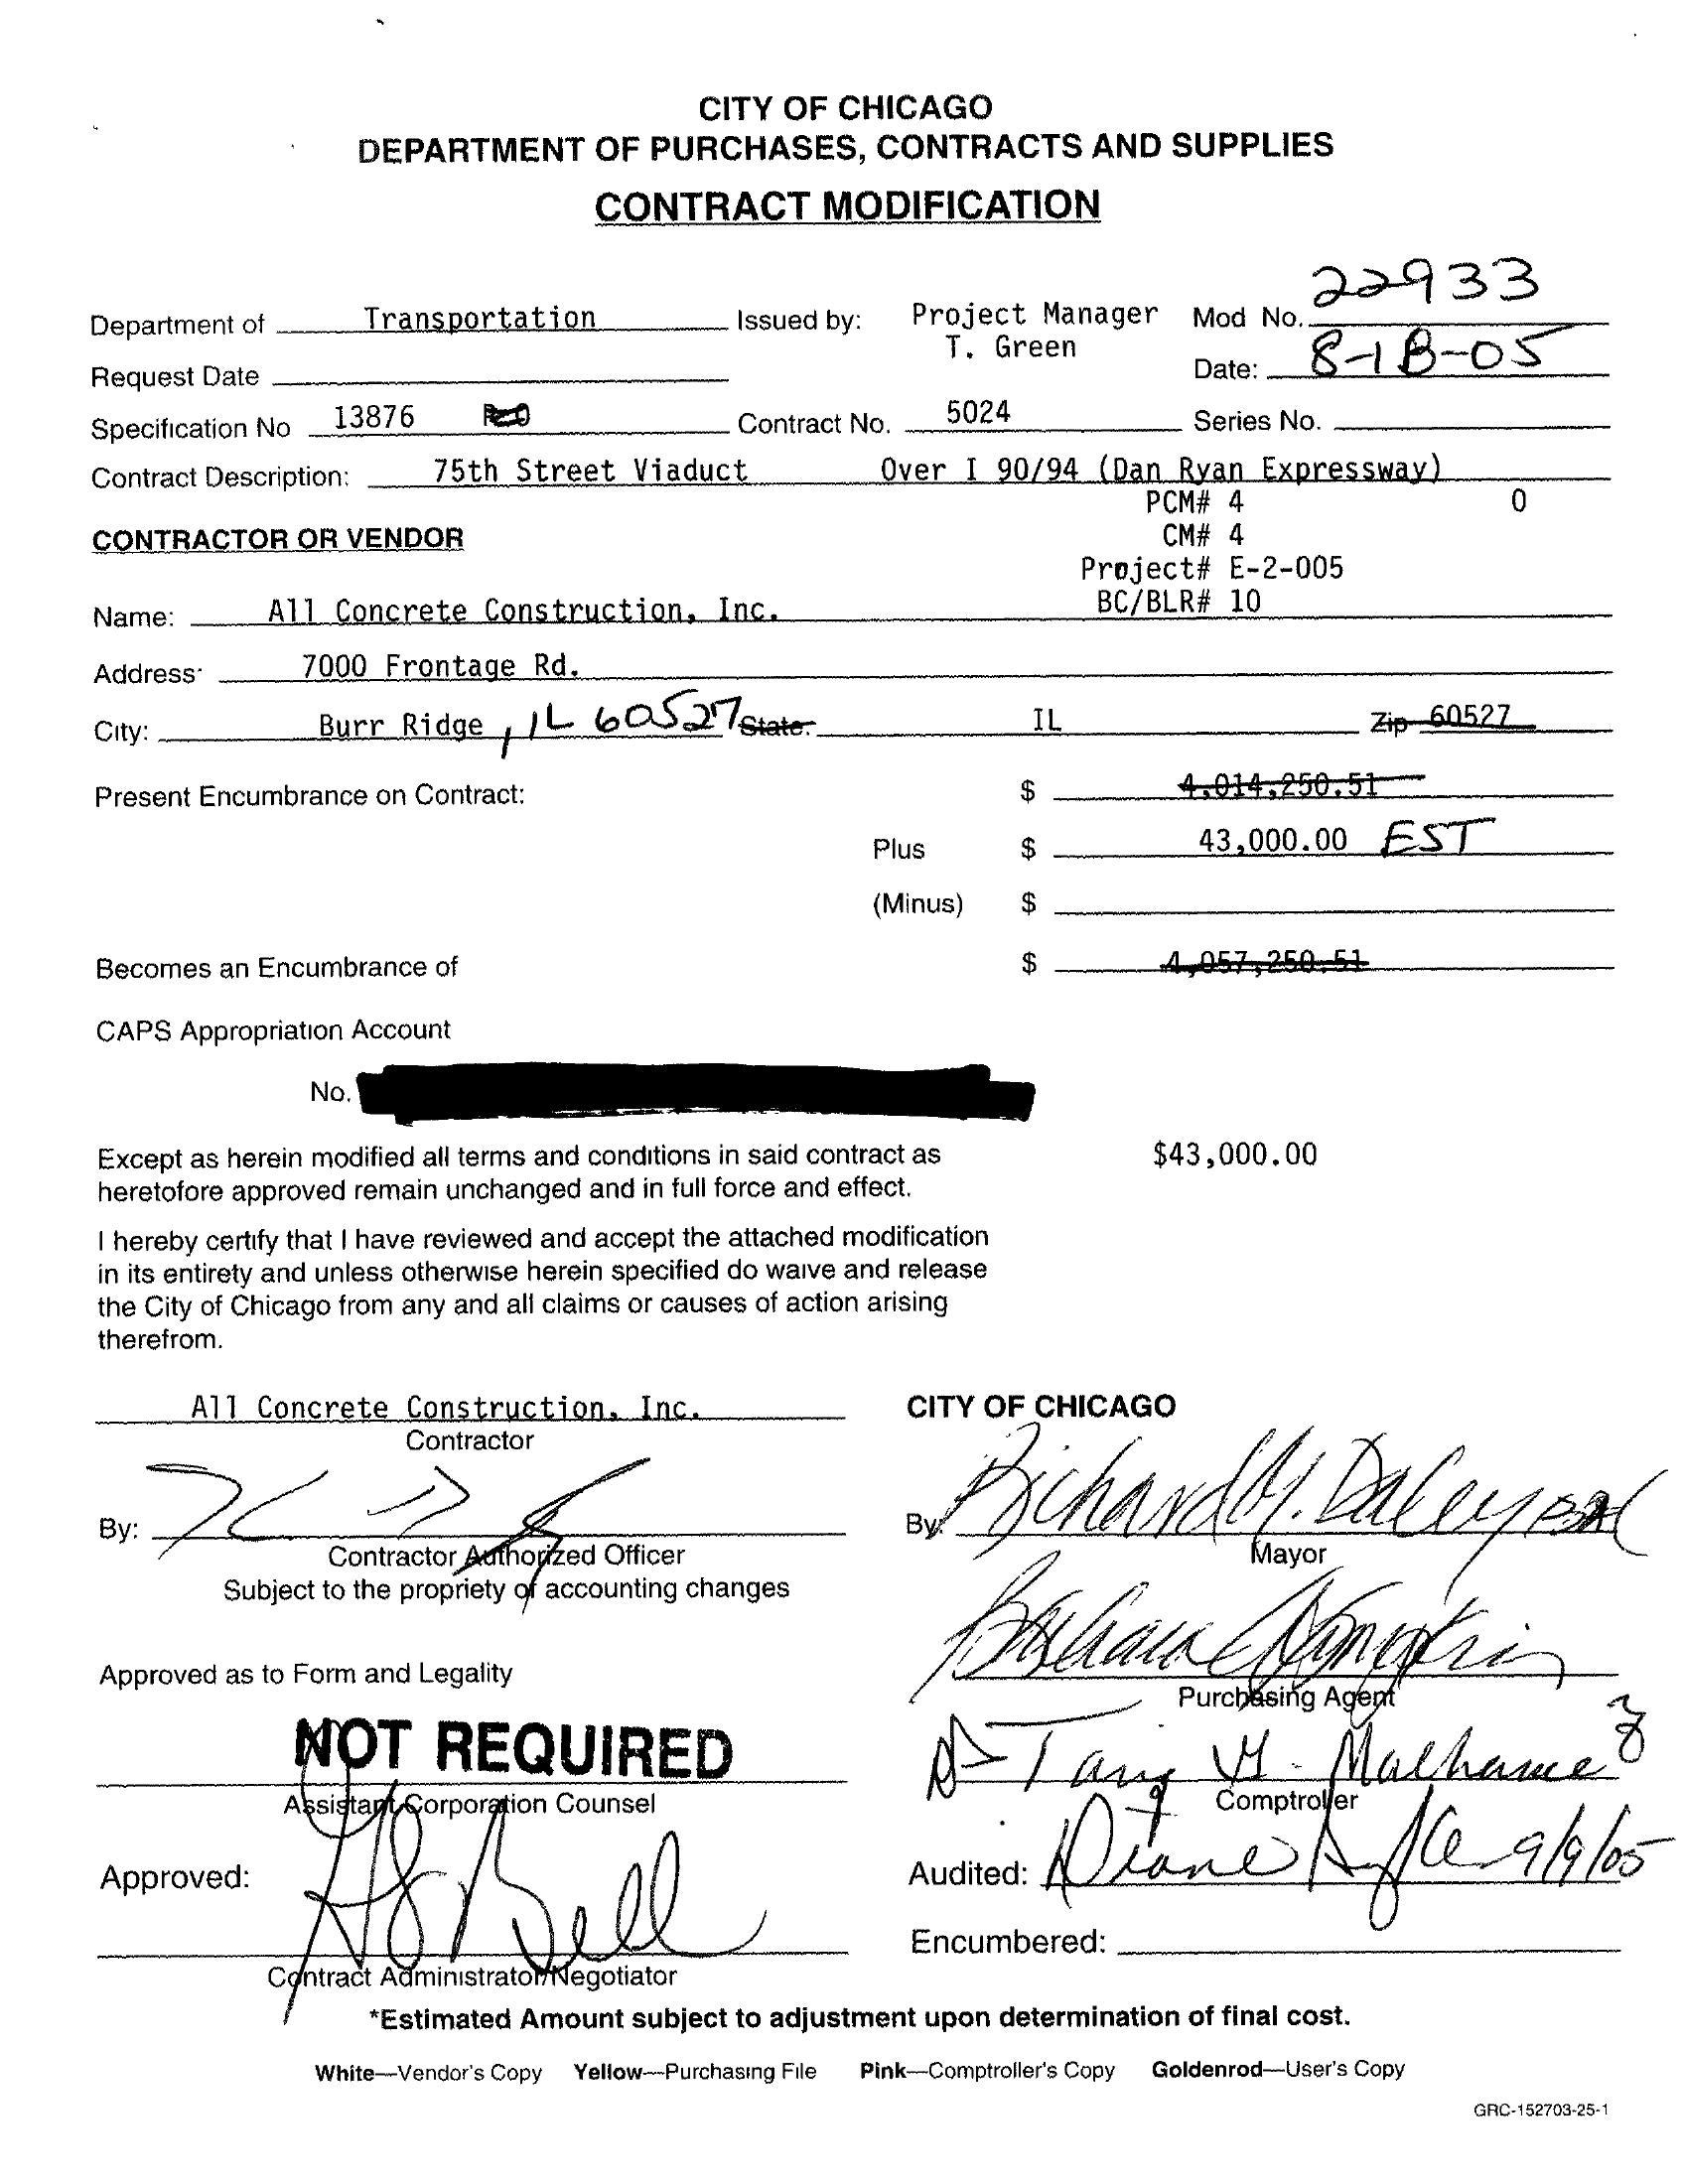 CITY OF CHICAGO
DEPARTMENT OF PURCHASES, CONTRACTS AND SUPPLIES
CONTRACT MODIFICATION
Department of Transportation Issued by: Project Manager Mod No. 22933
T. Green
Request Date Date: 8-18-05
Specification No 13876 Contract No. 5024 Series No.
Contract Description: 75th Street Viaduct Over I 90/94 (Dan Ryan Expressway)
PCM# 4 0
CONTRACTOR OR VENDOR CM# 4
Project# E-2-005
BC/BLR# 10
Name: All Concrete Construction, Inc.
Address: 7000 Frontage Rd.
City: Burr Ridge, IL 60527 State: IL Zip 60527
Present Encumbrance on Contract: $ 4,014,250.51
Plus $ 43,000.00 EST
(Minus) $
Becomes an Encumbrance of $ 4,057,250.51
CAPS Appropriation Account
No.
Except as herein modified all terms and conditions in said contract as $43,000.00
heretofore approved remain unchanged and in full force and effect.
I hereby certify that I have reviewed and accept the attached modification
in its entirety and unless otherwise herein specified do waive and release
the City of Chicago from any and all claims or causes of action arising
therefrom.
All Concrete Construction, Inc. CITY OF CHICAGO
Contractor
By: By: Richard M. Daley
Contractor Authorized Officer Mayor
Subject to the propriety of accounting changes
Approved as to Form and Legality
Purchasing Agent
NOT REQUIRED
Assistant Corporation Counsel Comptroller
Approved: Bell Audited: Diane 9/9/05
Encumbered:
Contract Administrator/Negotiator
*Estimated Amount subject to adjustment upon determination of final cost.
White—Vendor's Copy Yellow—Purchasing File Pink—Comptroller's Copy Goldenrod—User's Copy
GRC-152703-25-1